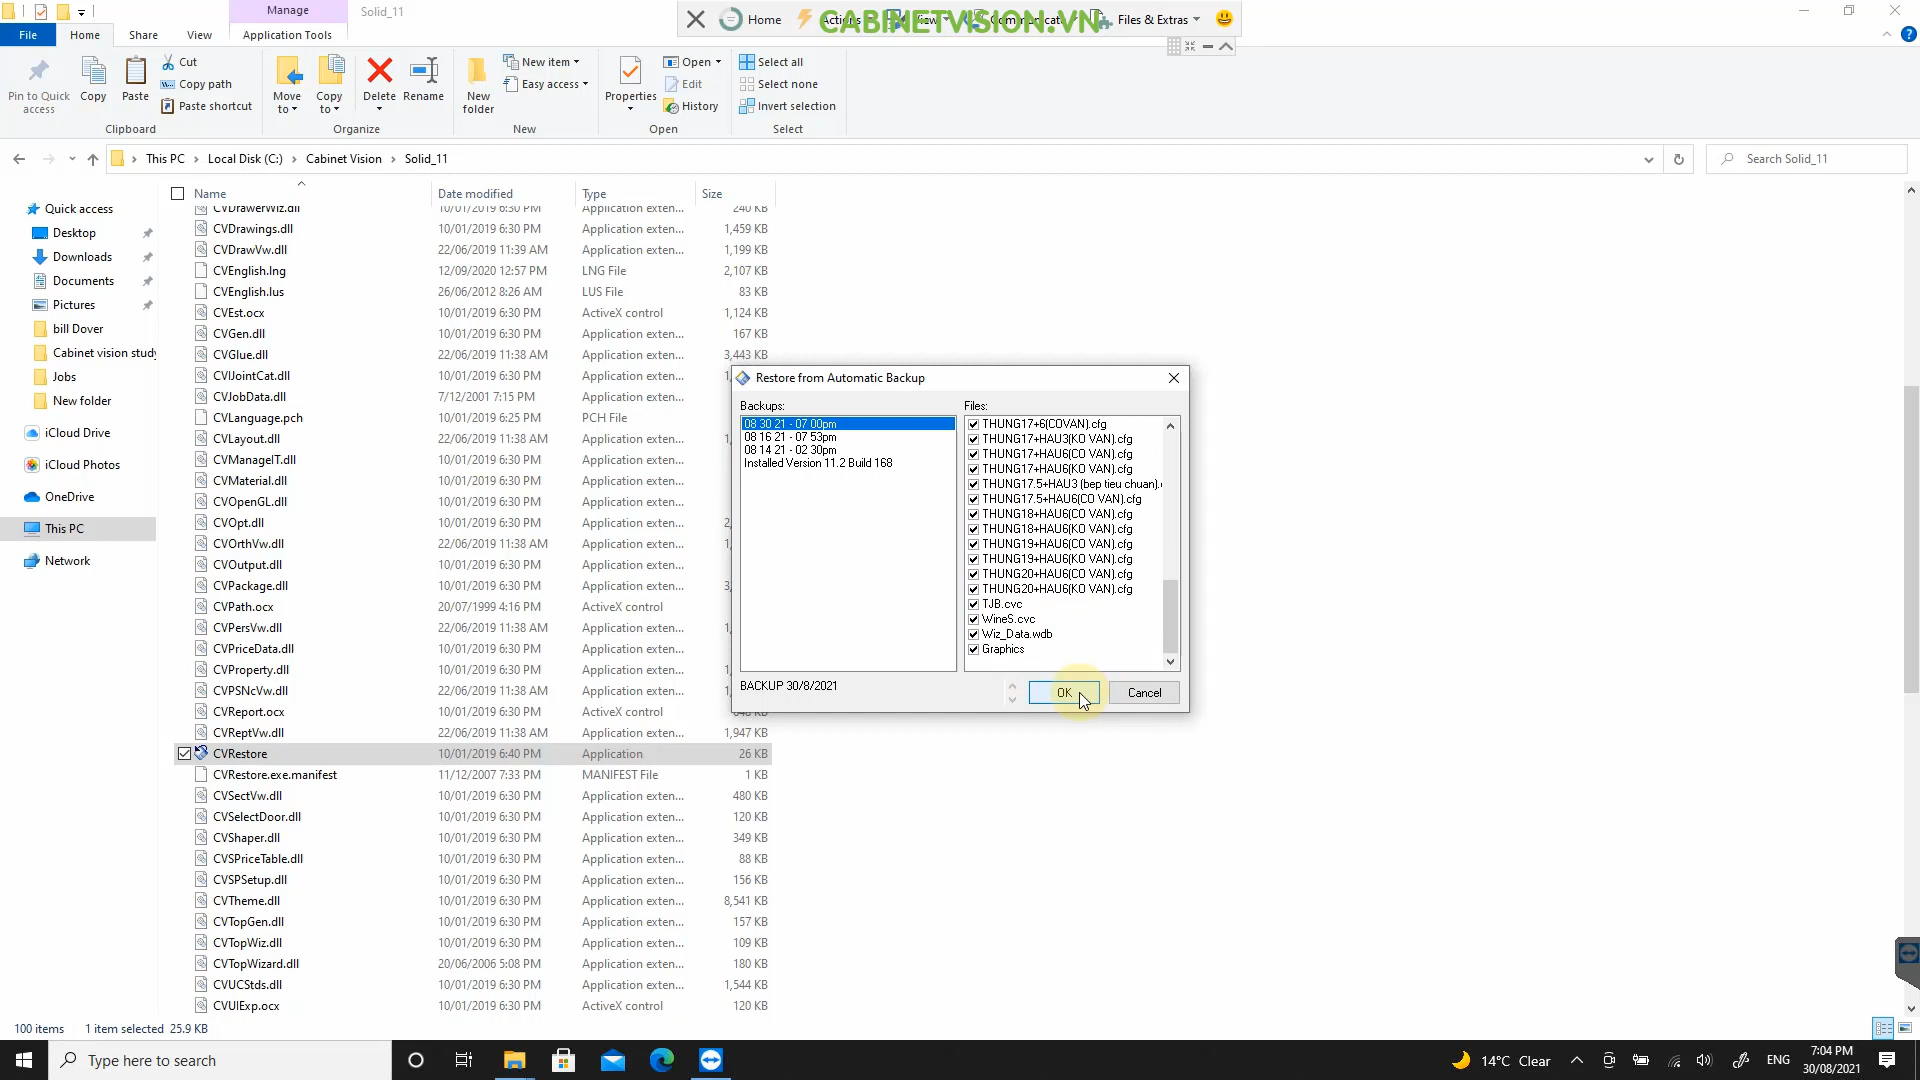 Manage
Solid_11
Home
Actions
View
Communicate
Files & Extras
CABINETVISION.VN
File
Home
Share
View
Application Tools
Pin to Quick access
Copy
Paste
Cut
Copy path
Paste shortcut
Clipboard
Move to
Copy to
Delete
Rename
Organize
New folder
New item
Easy access
New
Properties
Open
Edit
History
Open
Select all
Select none
Invert selection
Select
This PC
Local Disk (C:)
Cabinet Vision
Solid_11
Search Solid_11
Quick access
Desktop
Downloads
Documents
Pictures
bill Dover
Cabinet vision study
Jobs
New folder
iCloud Drive
iCloud Photos
OneDrive
This PC
Network
Name Date modified Type Size
CVDrawerWiz.dll 10/01/2019 6:30 PM Application exten... 240 KB
CVDrawings.dll 10/01/2019 6:30 PM Application exten... 1,459 KB
CVDrawVw.dll 22/06/2019 11:39 AM Application exten... 1,199 KB
CVEnglish.lng 12/09/2020 12:57 PM LNG File 2,107 KB
CVEnglish.lus 26/06/2012 8:26 AM LUS File 83 KB
CVEst.ocx 10/01/2019 6:30 PM ActiveX control 1,124 KB
CVGen.dll 10/01/2019 6:30 PM Application exten... 167 KB
CVGlue.dll 22/06/2019 11:38 AM Application exten... 3,443 KB
CVIJointCat.dll 10/01/2019 6:30 PM Application exten... 1,
CVJobData.dll 7/12/2001 7:15 PM Application exten...
CVLanguage.pch 10/01/2019 6:25 PM PCH File
CVLayout.dll 22/06/2019 11:38 AM Application exten... 1,
CVManageIT.dll 10/01/2019 6:30 PM Application exten...
CVMaterial.dll 10/01/2019 6:30 PM Application exten...
CVOpenGL.dll 10/01/2019 6:30 PM Application exten...
CVOpt.dll 10/01/2019 6:30 PM Application exten... 2,
CVOrthVw.dll 22/06/2019 11:38 AM Application exten... 1,
CVOutput.dll 10/01/2019 6:30 PM Application exten...
CVPackage.dll 10/01/2019 6:30 PM Application exten... 3,
CVPath.ocx 20/07/1999 4:16 PM ActiveX control
CVPersVw.dll 22/06/2019 11:38 AM Application exten... 1,
CVPriceData.dll 10/01/2019 6:30 PM Application exten...
CVProperty.dll 10/01/2019 6:30 PM Application exten... 1,
CVPSNcVw.dll 22/06/2019 11:38 AM Application exten... 1,
CVReport.ocx 10/01/2019 6:30 PM ActiveX control 648 KB
CVReptVw.dll 22/06/2019 11:38 AM Application exten... 1,947 KB
CVRestore 10/01/2019 6:40 PM Application 26 KB
CVRestore.exe.manifest 11/12/2007 7:33 PM MANIFEST File 1 KB
CVSectVw.dll 10/01/2019 6:30 PM Application exten... 480 KB
CVSelectDoor.dll 10/01/2019 6:30 PM Application exten... 120 KB
CVShaper.dll 10/01/2019 6:30 PM Application exten... 349 KB
CVSPriceTable.dll 10/01/2019 6:30 PM Application exten... 88 KB
CVSPSetup.dll 10/01/2019 6:30 PM Application exten... 156 KB
CVTheme.dll 10/01/2019 6:30 PM Application exten... 8,541 KB
CVTopGen.dll 10/01/2019 6:30 PM Application exten... 157 KB
CVTopWiz.dll 10/01/2019 6:30 PM Application exten... 109 KB
CVTopWizard.dll 20/06/2006 5:08 PM Application exten... 180 KB
CVUCStds.dll 10/01/2019 6:30 PM Application exten... 1,544 KB
CVUIExp.ocx 10/01/2019 6:30 PM ActiveX control 120 KB
Restore from Automatic Backup
Backups:
08 30 21 - 07 00pm
08 16 21 - 07 53pm
08 14 21 - 02 30pm
Installed Version 11.2 Build 168
Files:
THUNG17+6(COVAN).cfg
THUNG17+HAU3(KO VAN).cfg
THUNG17+HAU6(CO VAN).cfg
THUNG17+HAU6(KO VAN).cfg
THUNG17.5+HAU3 (bep tieu chuan).
THUNG17.5+HAU6(CO VAN).cfg
THUNG18+HAU6(CO VAN).cfg
THUNG18+HAU6(KO VAN).cfg
THUNG19+HAU6(CO VAN).cfg
THUNG19+HAU6(KO VAN).cfg
THUNG20+HAU6(CO VAN).cfg
THUNG20+HAU6(KO VAN).cfg
TJB.cvc
WineS.cvc
Wiz_Data.wdb
Graphics
BACKUP 30/8/2021
OK
Cancel
100 items 1 item selected 25.9 KB
Type here to search
14°C Clear
ENG
7:04 PM
30/08/2021